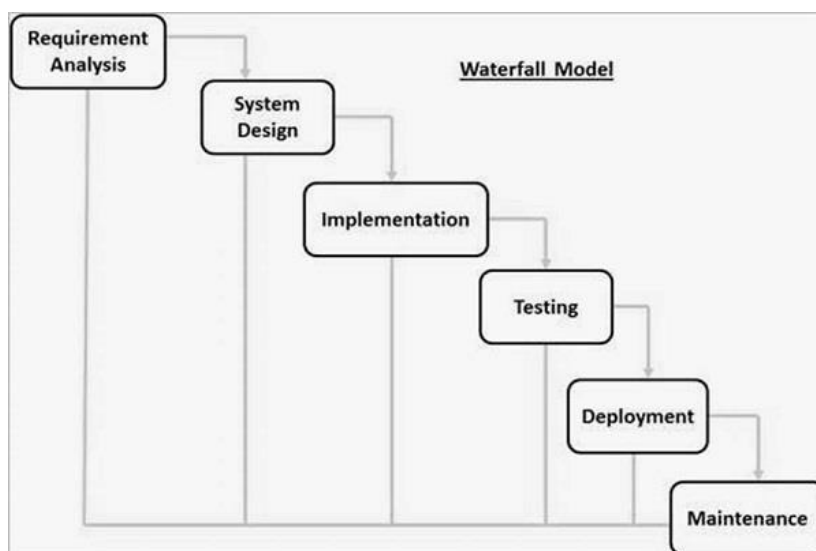 Requirement
Analysis
Waterfall Model
System
Design
Implementation
Testing
Deployment
Maintenance